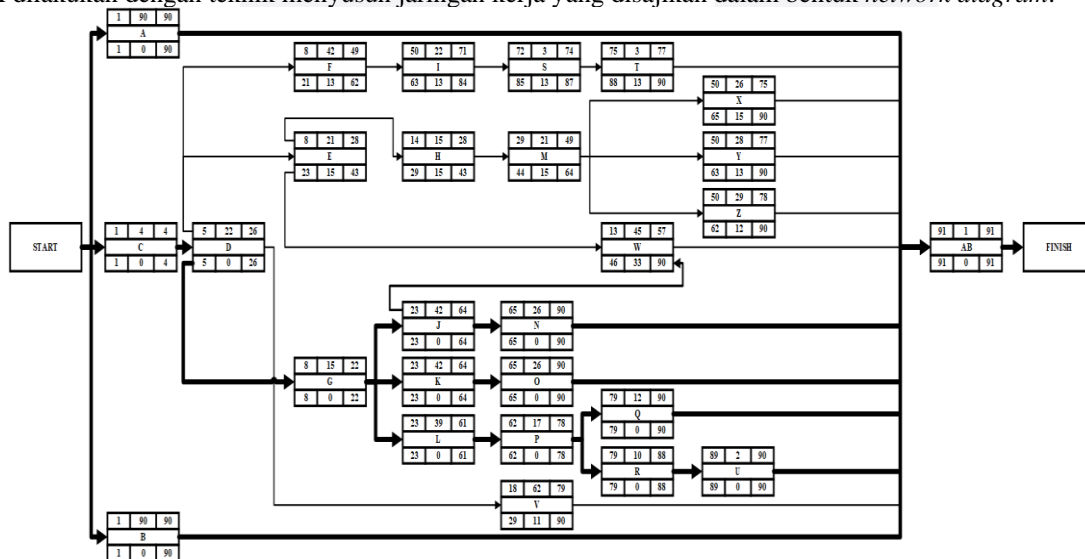 dilakukan dengan teknik menyusun jaringan kerja yang disajikan dalam bentuk network diagram.
1 90 90
A
1 0 90
8 42 49
F
21 13 62
50 22 71
I
63 13 84
72 3 74
S
85 13 87
75 3 77
T
88 13 90
50 26 75
X
65 15 90
8 21 28
E
23 15 43
14 15 28
H
29 15 43
29 21 49
M
44 15 64
50 28 77
Y
63 13 90
50 29 78
Z
62 12 90
START
1 4 4
C
1 0 4
5 22 26
D
5 0 26
13 45 57
W
46 33 90
91 1 91
AB
91 0 91
FINISH
23 42 64
J
23 0 64
65 26 90
N
65 0 90
8 15 22
G
8 0 22
23 42 64
K
23 0 64
65 26 90
O
65 0 90
79 12 90
Q
79 0 90
23 39 61
L
23 0 61
62 17 78
P
62 0 78
79 10 88
R
79 0 88
89 2 90
U
89 0 90
18 62 79
V
29 11 90
1 90 90
B
1 0 90